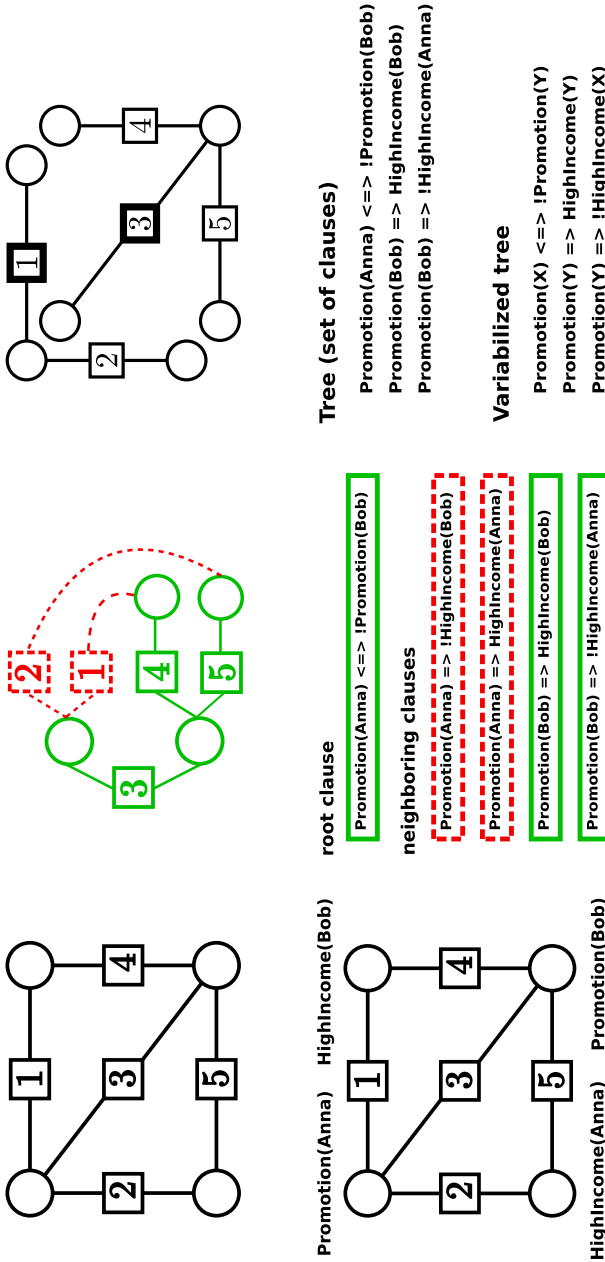 1
2 3 4
5
Promotion(Anna) HighIncome(Bob)
1
2 3 4
5
HighIncome(Anna) Promotion(Bob)
2
1
3
4
5
root clause
Promotion(Anna) <=> !Promotion(Bob)
neighboring clauses
Promotion(Anna) => !HighIncome(Bob)
Promotion(Anna) => HighIncome(Anna)
Promotion(Bob) => HighIncome(Bob)
Promotion(Bob) => !HighIncome(Anna)
1
2
3 4
5
Tree (set of clauses)
Promotion(Anna) <=> !Promotion(Bob)
Promotion(Bob) => HighIncome(Bob)
Promotion(Bob) => !HighIncome(Anna)
Variabilized tree
Promotion(X) <=> !Promotion(Y)
Promotion(Y) => HighIncome(Y)
Promotion(Y) => !HighIncome(X)